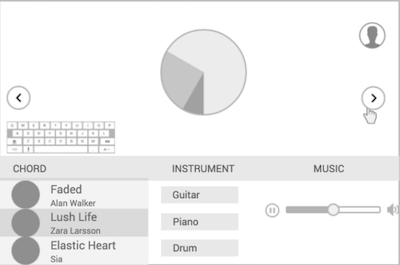 CHORD
INSTRUMENT
MUSIC
Faded
Alan Walker
Lush Life
Zara Larsson
Elastic Heart
Sia
Guitar
Piano
Drum